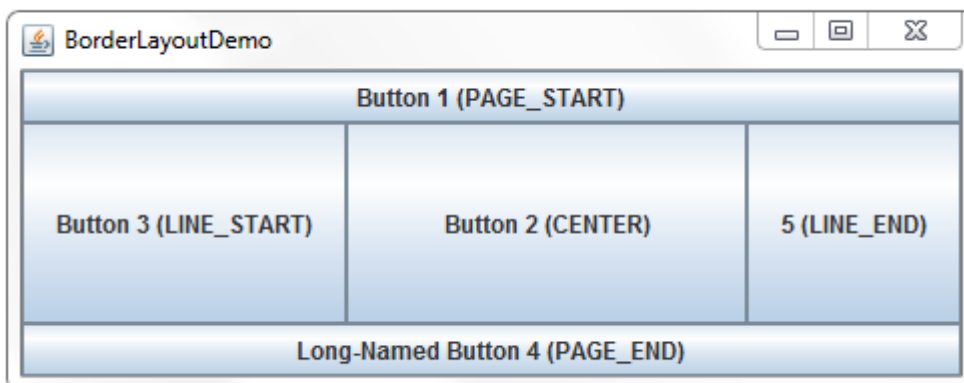 BorderLayoutDemo
Button 1 (PAGE_START)
Button 3 (LINE_START)
Button 2 (CENTER)
5 (LINE_END)
Long-Named Button 4 (PAGE_END)